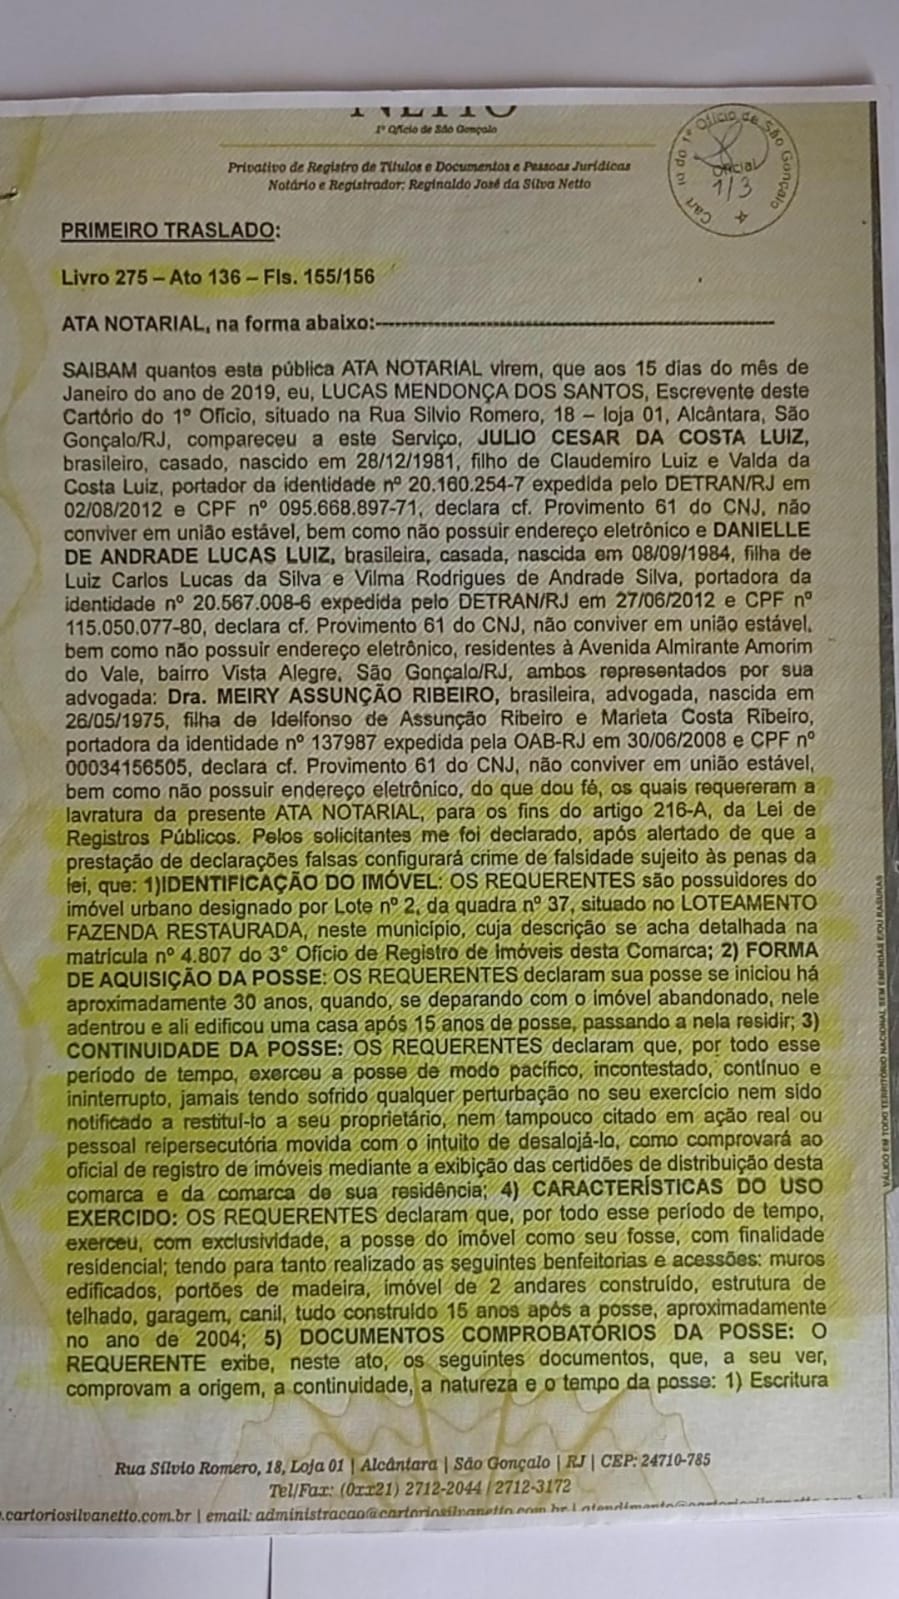 NETTO
1º Ofício de São Gonçalo
Privativo de Registro de Títulos e Documentos e Pessoas Jurídicas
Notário e Registrador: Reginaldo José da Silva Netto
Cart do 1º Ofício de São Gonçalo
Oficial
1/3
PRIMEIRO TRASLADO:
Livro 275 – Ato 136 – Fls. 155/156
ATA NOTARIAL, na forma abaixo:-----------------------------------------------------------
SAIBAM quantos esta pública ATA NOTARIAL virem, que aos 15 dias do mês de
Janeiro do ano de 2019, eu, LUCAS MENDONÇA DOS SANTOS, Escrevente deste
Cartório do 1º Ofício, situado na Rua Silvio Romero, 18 – loja 01, Alcântara, São
Gonçalo/RJ, compareceu a este Serviço, JULIO CESAR DA COSTA LUIZ,
brasileiro, casado, nascido em 28/12/1981, filho de Claudemiro Luiz e Valda da
Costa Luiz, portador da identidade nº 20.160.254-7 expedida pelo DETRAN/RJ em
02/08/2012 e CPF nº 095.668.897-71, declara cf. Provimento 61 do CNJ, não
conviver em união estável, bem como não possuir endereço eletrônico e DANIELLE
DE ANDRADE LUCAS LUIZ, brasileira, casada, nascida em 08/09/1984, filha de
Luiz Carlos Lucas da Silva e Vilma Rodrigues de Andrade Silva, portadora da
identidade nº 20.567.008-6 expedida pelo DETRAN/RJ em 27/06/2012 e CPF nº
115.050.077-80, declara cf. Provimento 61 do CNJ, não conviver em união estável,
bem como não possuir endereço eletrônico, residentes à Avenida Almirante Amorim
do Vale, bairro Vista Alegre, São Gonçalo/RJ, ambos representados por sua
advogada: Dra. MEIRY ASSUNÇÃO RIBEIRO, brasileira, advogada, nascida em
26/05/1975, filha de Idelfonso de Assunção Ribeiro e Marieta Costa Ribeiro,
portadora da identidade nº 137987 expedida pela OAB-RJ em 30/06/2008 e CPF nº
00034156505, declara cf. Provimento 61 do CNJ, não conviver em união estável,
bem como não possuir endereço eletrônico, do que dou fé, os quais requereram a
lavratura da presente ATA NOTARIAL, para os fins do artigo 216-A, da Lei de
Registros Públicos. Pelos solicitantes me foi declarado, após alertado de que a
prestação de declarações falsas configurará crime de falsidade sujeito às penas da
lei, que: 1)IDENTIFICAÇÃO DO IMÓVEL: OS REQUERENTES são possuidores do
imóvel urbano designado por Lote nº 2, da quadra nº 37, situado no LOTEAMENTO
FAZENDA RESTAURADA, neste município, cuja descrição se acha detalhada na
matrícula nº 4.807 do 3º Ofício de Registro de Imóveis desta Comarca; 2) FORMA
DE AQUISIÇÃO DA POSSE: OS REQUERENTES declaram sua posse se iniciou há
aproximadamente 30 anos, quando, se deparando com o imóvel abandonado, nele
adentrou e ali edificou uma casa após 15 anos de posse, passando a nela residir; 3)
CONTINUIDADE DA POSSE: OS REQUERENTES declaram que, por todo esse
período de tempo, exerceu a posse de modo pacífico, incontestado, contínuo e
ininterrupto, jamais tendo sofrido qualquer perturbação no seu exercício nem sido
notificado a restituí-lo a seu proprietário, nem tampouco citado em ação real ou
pessoal reipersecutória movida com o intuito de desalojá-lo, como comprovará ao
oficial de registro de imóveis mediante a exibição das certidões de distribuição desta
comarca e da comarca de sua residência; 4) CARACTERÍSTICAS DO USO
EXERCIDO: OS REQUERENTES declaram que, por todo esse período de tempo,
exerceu, com exclusividade, a posse do imóvel como seu fosse, com finalidade
residencial; tendo para tanto realizado as seguintes benfeitorias e acessões: muros
edificados, portões de madeira, imóvel de 2 andares construído, estrutura de
telhado, garagem, canil, tudo construído 15 anos após a posse, aproximadamente
no ano de 2004; 5) DOCUMENTOS COMPROBATÓRIOS DA POSSE: O
REQUERENTE exibe, neste ato, os seguintes documentos, que, a seu ver,
comprovam a origem, a continuidade, a natureza e o tempo da posse: 1) Escritura
VÁLIDO EM TODO TERRITÓRIO NACIONAL SEM EMENDAS E/OU RASURAS
Rua Sílvio Romero, 18, Loja 01 | Alcântara | São Gonçalo | RJ | CEP: 24710-785
Tel/Fax: (0xx21) 2712-2044 / 2712-3172
.cartoriosilvanetto.com.br | email: administracao@cartoriosilvanetto.com.br |